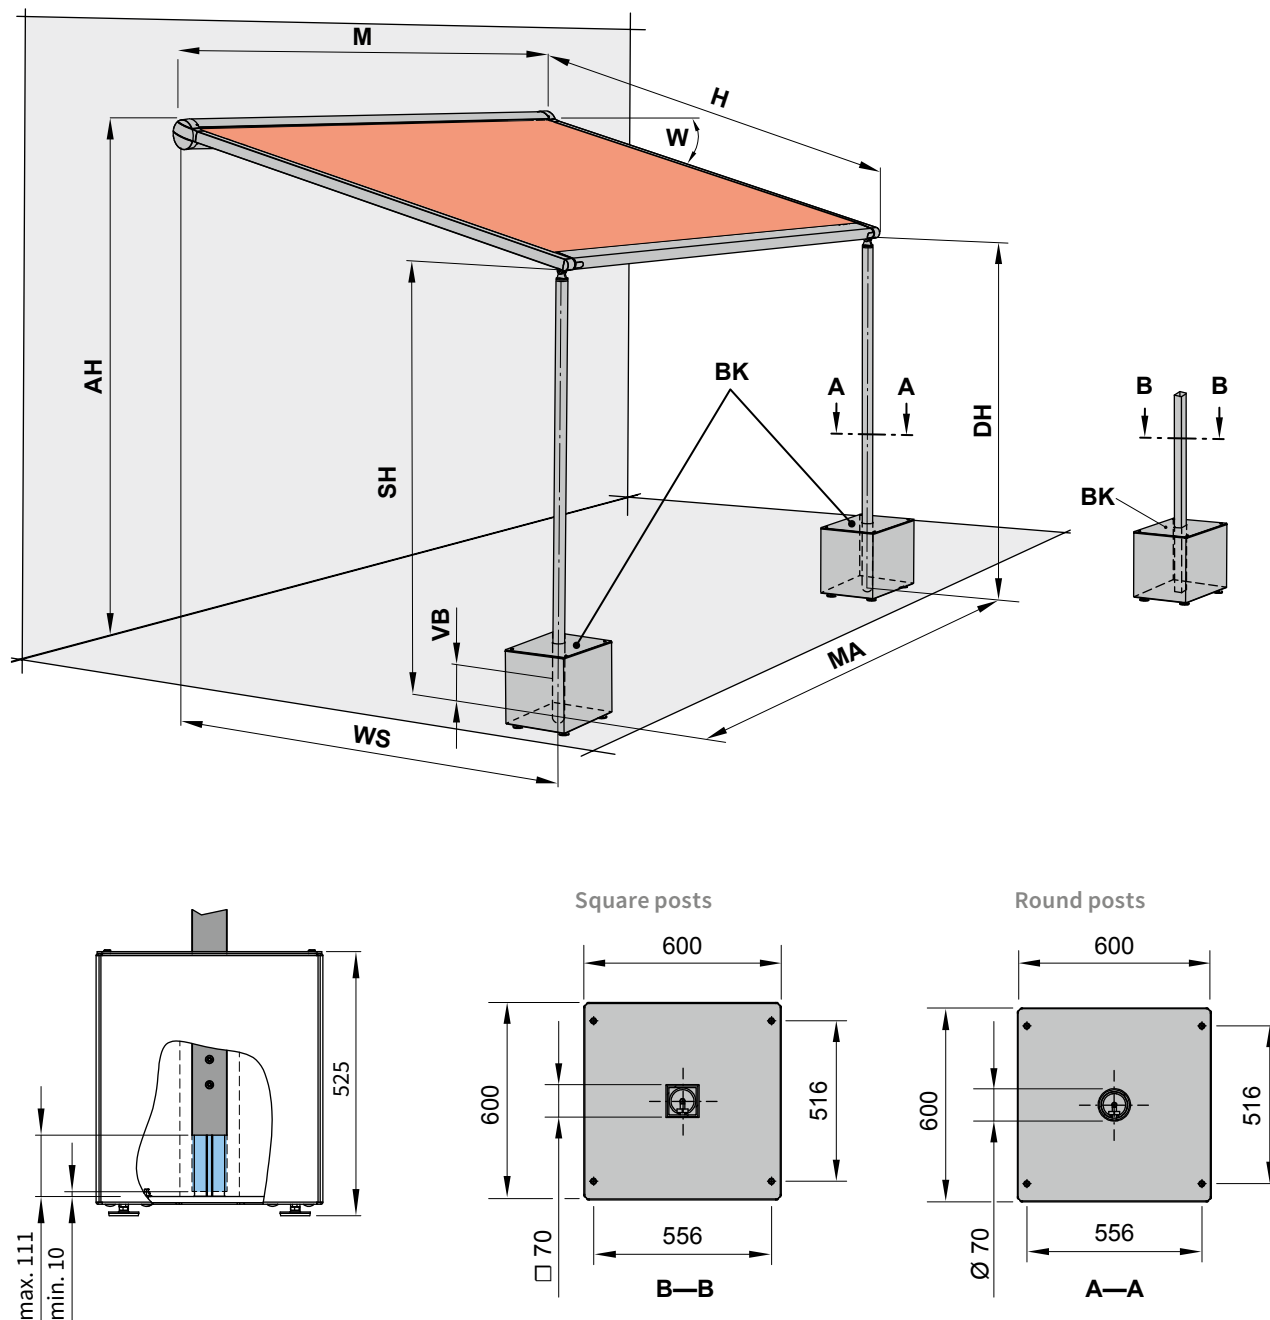 M
H
W
AH
SH
BK
A A
DH
B B
BK
VB
MA
WS
Square posts
Round posts
600
600
525
600
516
600
516
max. 111
min. 10
□ 70
556
Ø 70
556
B—B
A—A